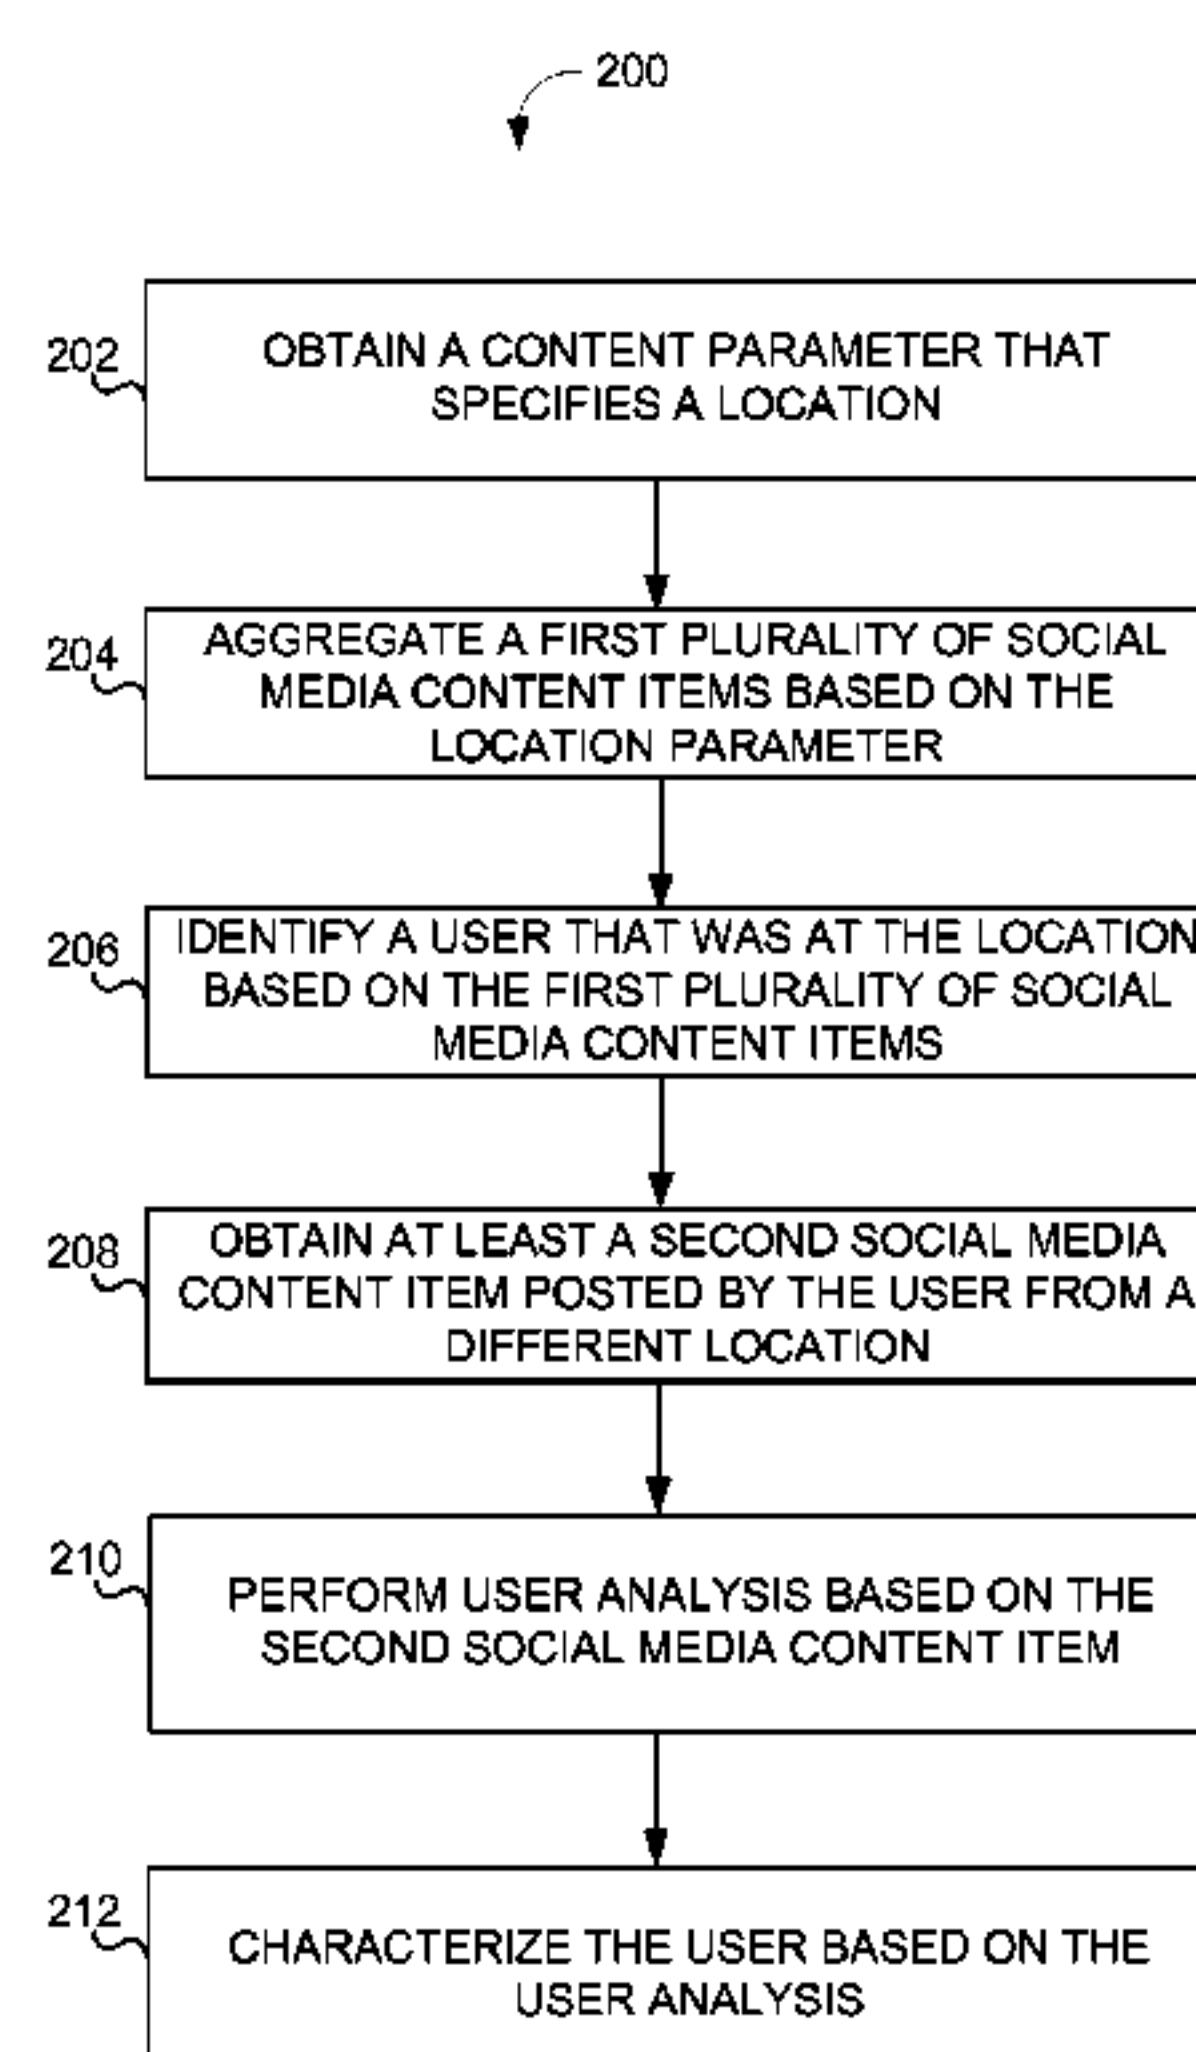 200
202
OBTAIN A CONTENT PARAMETER THAT
SPECIFIES A LOCATION
204
AGGREGATE A FIRST PLURALITY OF SOCIAL
MEDIA CONTENT ITEMS BASED ON THE
LOCATION PARAMETER
206
IDENTIFY A USER THAT WAS AT THE LOCATION
BASED ON THE FIRST PLURALITY OF SOCIAL
MEDIA CONTENT ITEMS
208
OBTAIN AT LEAST A SECOND SOCIAL MEDIA
CONTENT ITEM POSTED BY THE USER FROM A
DIFFERENT LOCATION
210
PERFORM USER ANALYSIS BASED ON THE
SECOND SOCIAL MEDIA CONTENT ITEM
212
CHARACTERIZE THE USER BASED ON THE
USER ANALYSIS